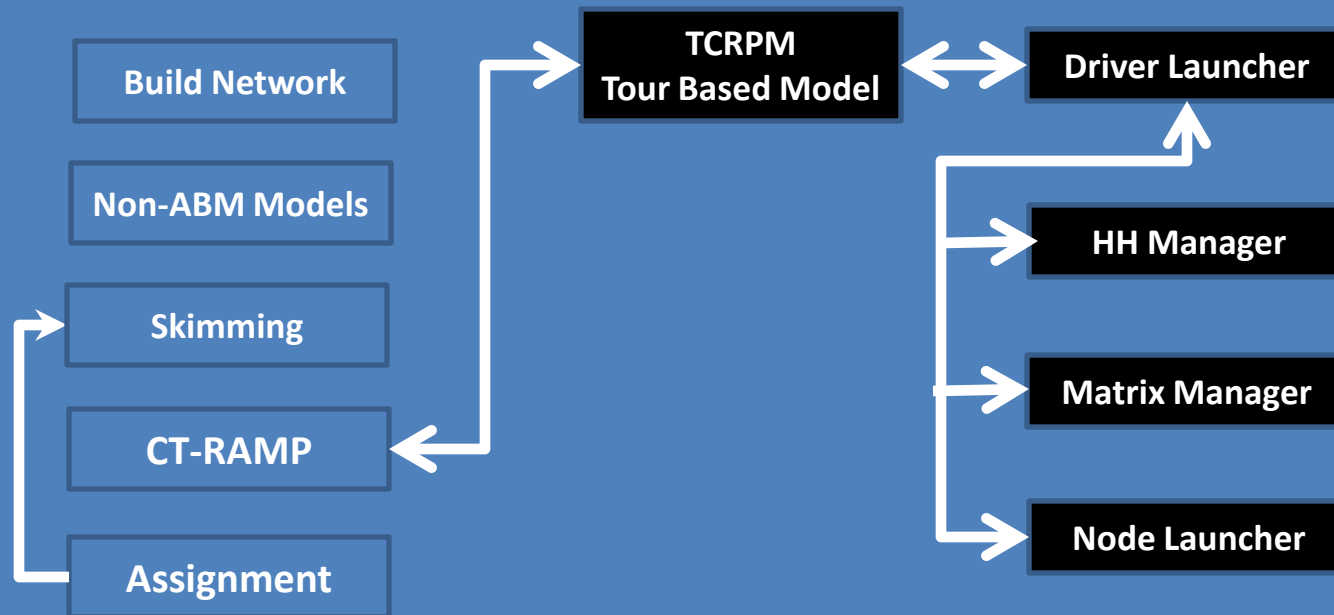 Build Network
Non-ABM Models
Skimming
CT-RAMP
Assignment
TCRPM
Tour Based Model
Driver Launcher
HH Manager
Matrix Manager
Node Launcher